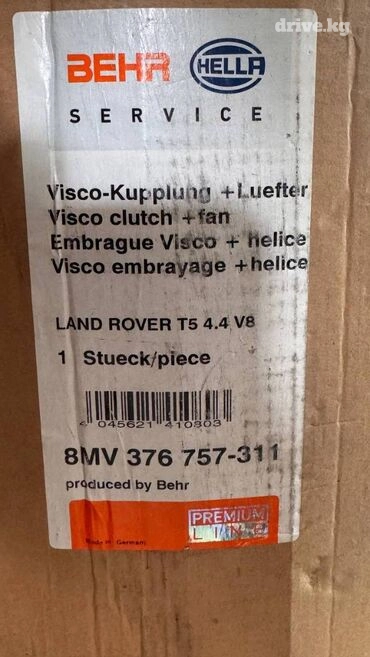 drive.kg
BEHR HELLA
SERVICE
Visco-Kupplung +Luefter
Visco clutch +fan
Embrague Visco + helice
Visco embrayage +helice
LAND ROVER T5 4.4 V8
1 Stueck/piece
4 045621 410803
8MV 376 757-311
produced by Behr
PREMIUM
Made in Germany